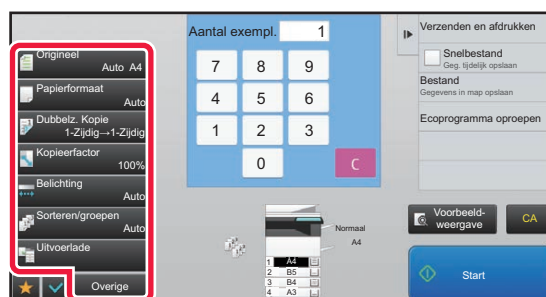 Origineel
Auto A4
Papierformaat
Auto
Dubbelz. Kopie
1-Zijdig→1-Zijdig
Kopieerfactor
100%
Belichting
Auto
Sorteren/groepen
Auto
Uitvoerlade
Overige
Aantal exempl. 1
7 8 9
4 5 6
1 2 3
0 C
Normaal
A4
1 A4
2 B5
3 B4
4 A3
Verzenden en afdrukken
Snelbestand
Geg. tijdelijk opslaan
Bestand
Gegevens in map opslaan
Ecoprogramma oproepen
Voorbeeld-
weergave
CA
Start